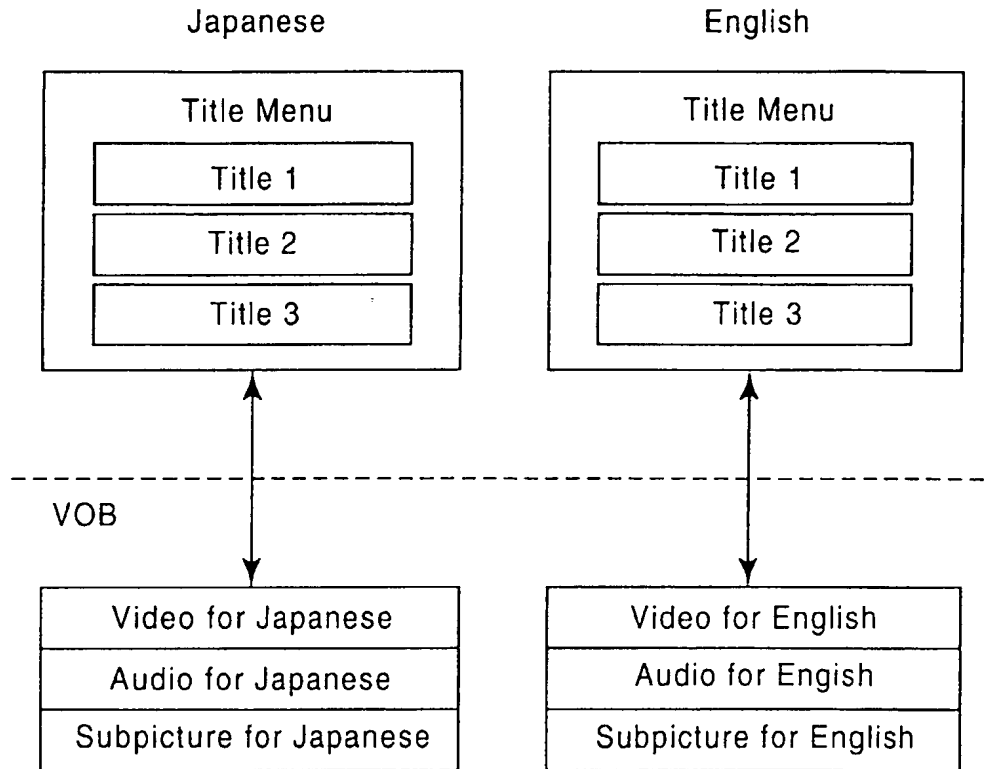 Japanese
Title Menu
Title 1
Title 2
Title 3
English
Title Menu
Title 1
Title 2
Title 3
VOB
Video for Japanese
Audio for Japanese
Subpicture for Japanese
Video for English
Audio for Engish
Subpicture for English